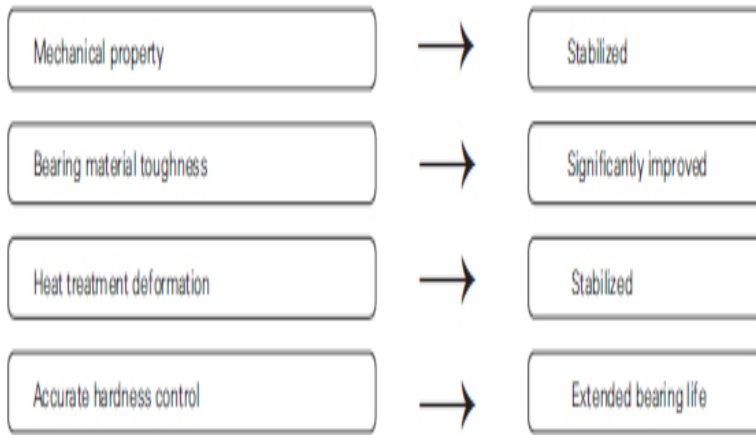 Mechanical property → Stabilized
Bearing material toughness → Significantly improved
Heat treatment deformation → Stabilized
Accurate hardness control → Extended bearing life